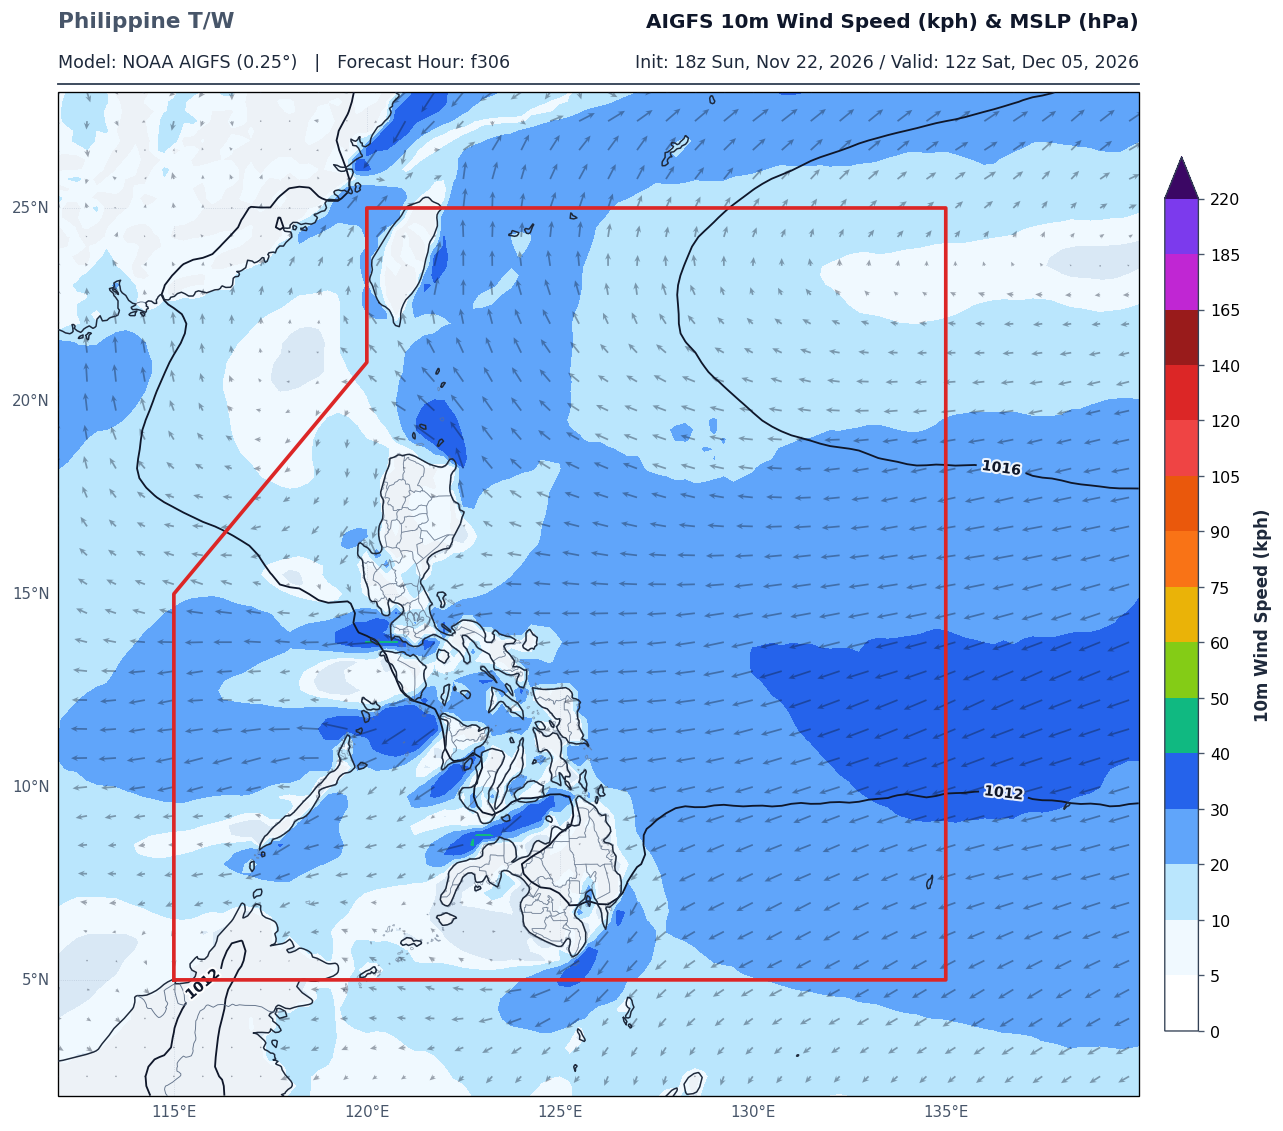 Philippine T/W
AIGFS 10m Wind Speed (kph) & MSLP (hPa)
Model: NOAA AIGFS (0.25°)   |   Forecast Hour: f306
Init: 18z Sun, Nov 22, 2026 / Valid: 12z Sat, Dec 05, 2026
25°N
20°N
15°N
10°N
5°N
115°E
120°E
125°E
130°E
135°E
1016
1012
1012
220
185
165
140
120
105
90
75
60
50
40
30
20
10
5
0
10m Wind Speed (kph)